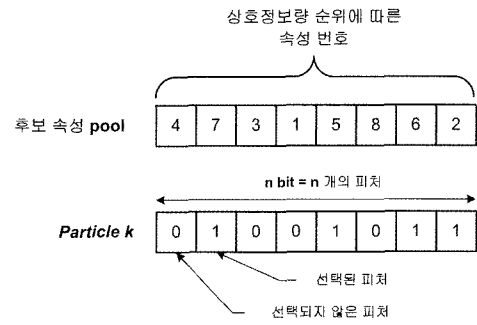 상호정보량 순위에 따른
속성 번호
후보 속성 pool 4 7 3 1 5 8 6 2
n bit = n 개의 피처
Particle k 0 1 0 0 1 0 1 1
선택된 피처
선택되지 않은 피처